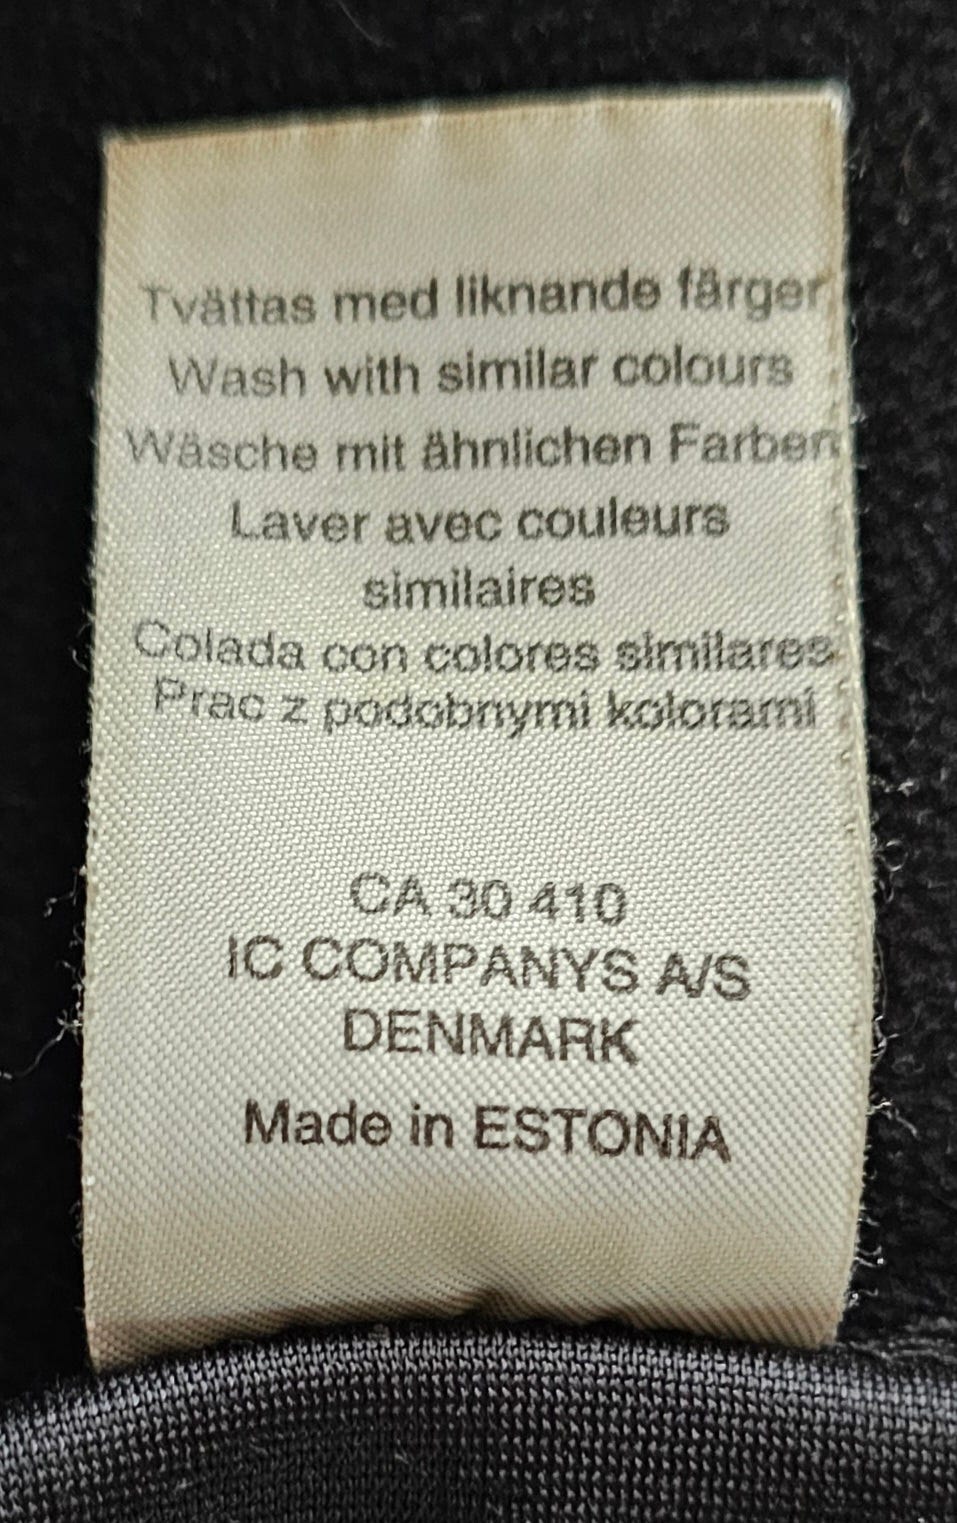 Tvättas med liknande färger
Wash with similar colours
Wäsche mit ähnlichen Farben
Laver avec couleurs
similaires
Colada con colores similares
Prac z podobnymi kolorami
CA 30 410
IC COMPANYS A/S
DENMARK
Made in ESTONIA